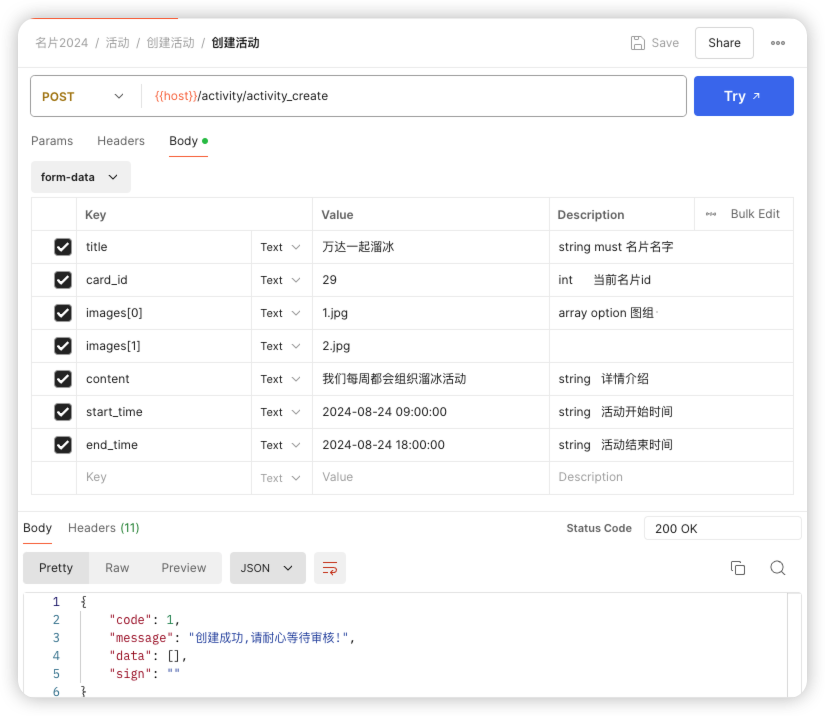 名片2024 / 活动 / 创建活动 / 创建活动 Save Share
POST {{host}}/activity/activity_create Try
Params Headers Body
form-data
Key Value Description Bulk Edit
title Text 万达一起溜冰 string must 名片名字
card_id Text 29 int 当前名片id
images[0] Text 1.jpg array option 图组
images[1] Text 2.jpg
content Text 我们每周都会组织溜冰活动 string 详情介绍
start_time Text 2024-08-24 09:00:00 string 活动开始时间
end_time Text 2024-08-24 18:00:00 string 活动结束时间
Key Text Value Description
Body Headers (11) Status Code 200 OK
Pretty Raw Preview JSON
1 {
2 "code": 1,
3 "message": "创建成功,请耐心等待审核!",
4 "data": [],
5 "sign": ""
6 }